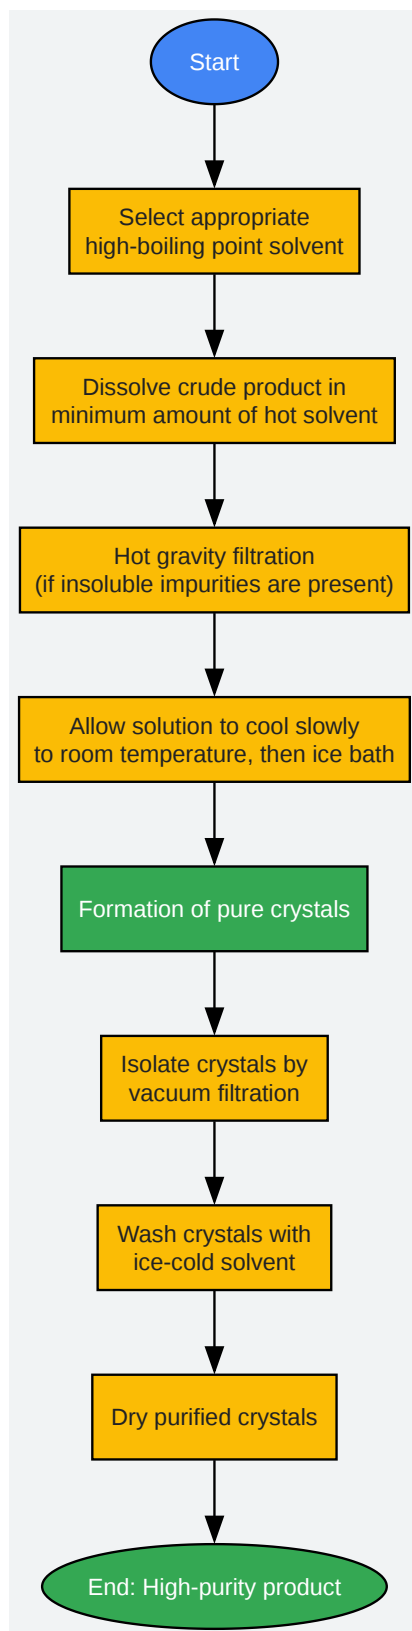 Start
Select appropriate
high-boiling point solvent
Dissolve crude product in
minimum amount of hot solvent
Hot gravity filtration
(if insoluble impurities are present)
Allow solution to cool slowly
to room temperature, then ice bath
Formation of pure crystals
Isolate crystals by
vacuum filtration
Wash crystals with
ice-cold solvent
Dry purified crystals
End: High-purity product